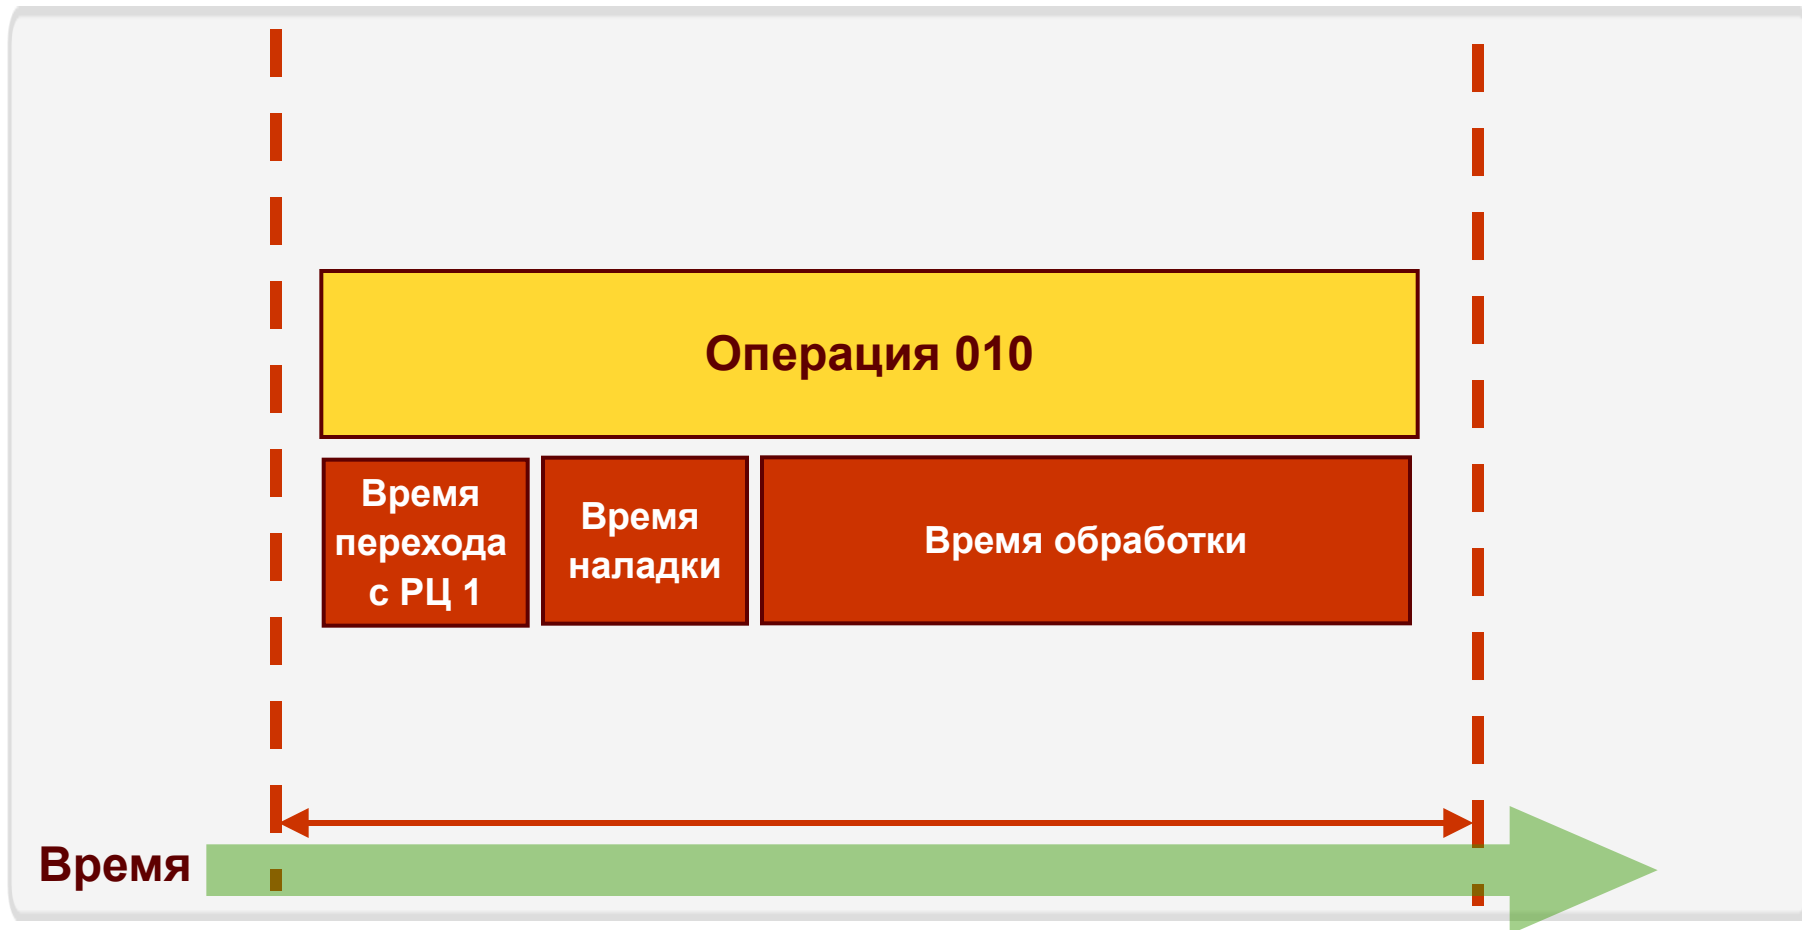 Операция 010
Время
перехода
с РЦ 1
Время
наладки
Время обработки
Время